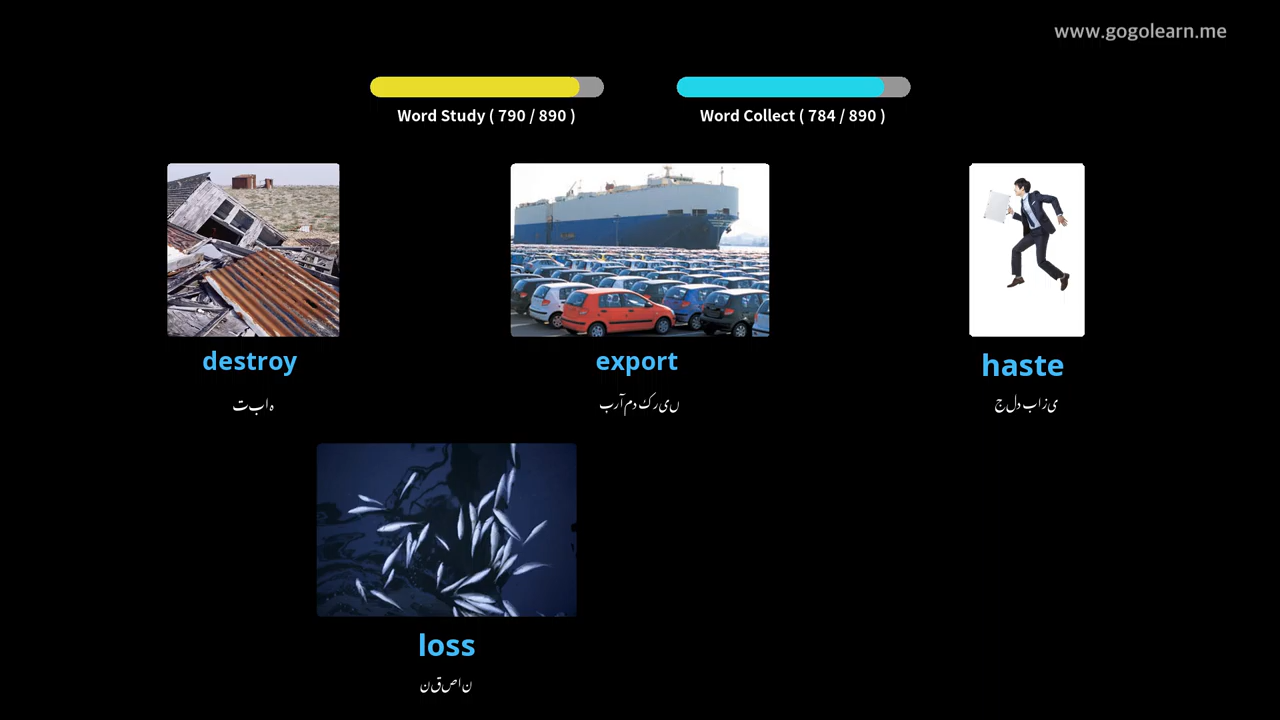 www.gogolearn.me
Word Study ( 790 / 890 )
Word Collect ( 784 / 890 )
destroy
تباہ
export
برآمد کریں
haste
جلد بازی
loss
نقصان